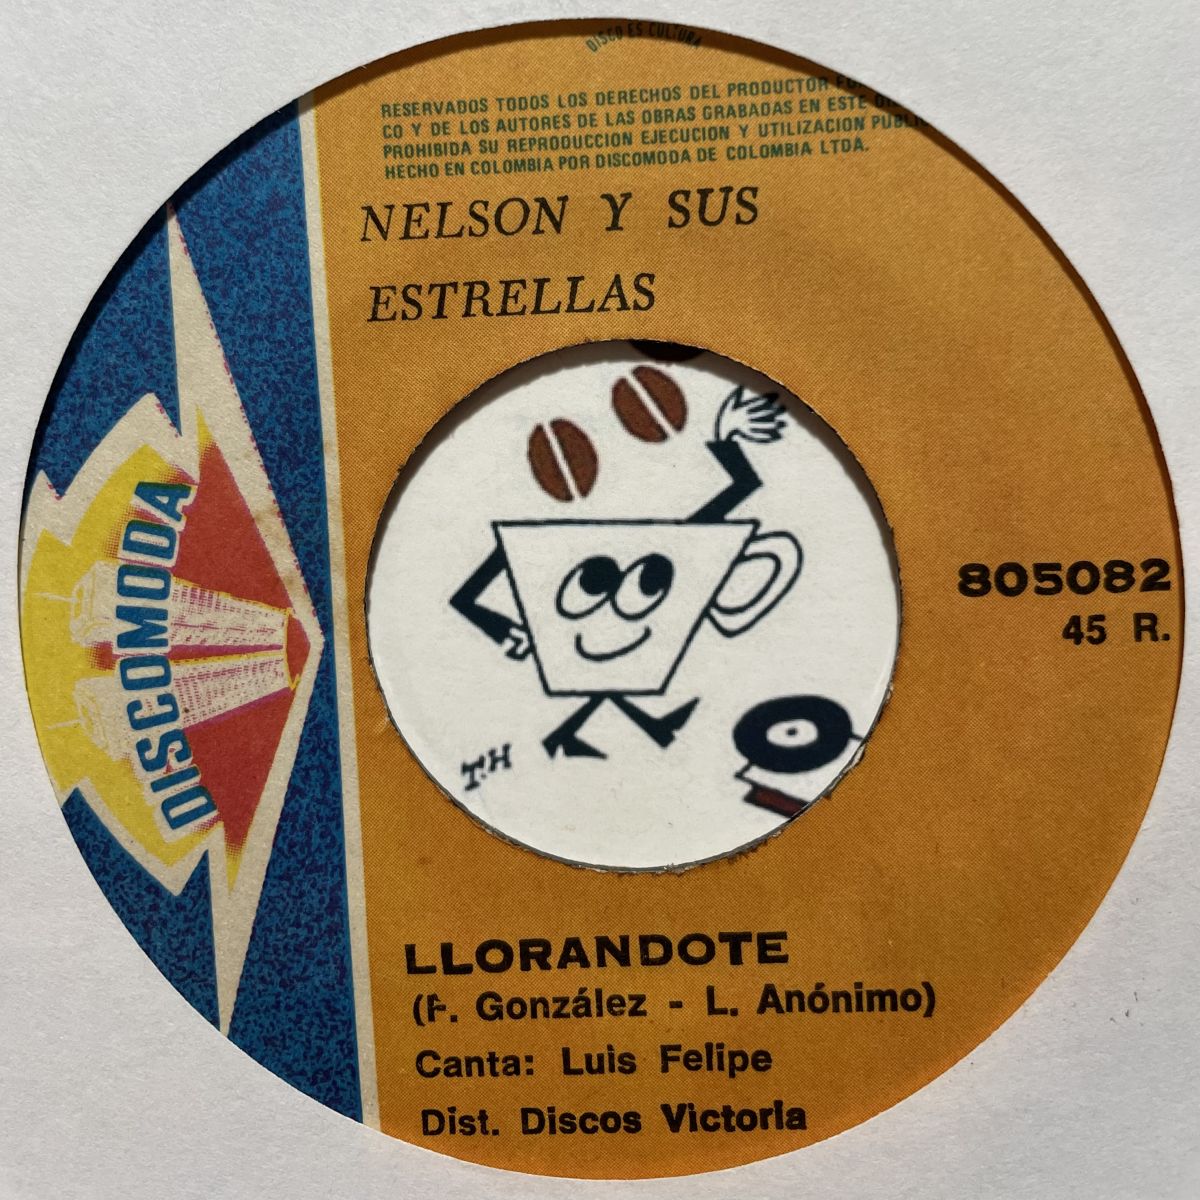 DISCO ES CULTURA
RESERVADOS TODOS LOS DERECHOS DEL PRODUCTOR
CO Y DE LOS AUTORES DE LAS OBRAS GRABADAS EN ESTE
PROHIBIDA SU REPRODUCCION EJECUCION Y UTILIZACION
HECHO EN COLOMBIA POR DISCOMODA DE COLOMBIA LTDA.
NELSON Y SUS
ESTRELLAS
DISCOMODA
T.H
805082
45 R.
LLORANDOTE
(F. González - L. Anónimo)
Canta: Luis Felipe
Dist. Discos Victoria